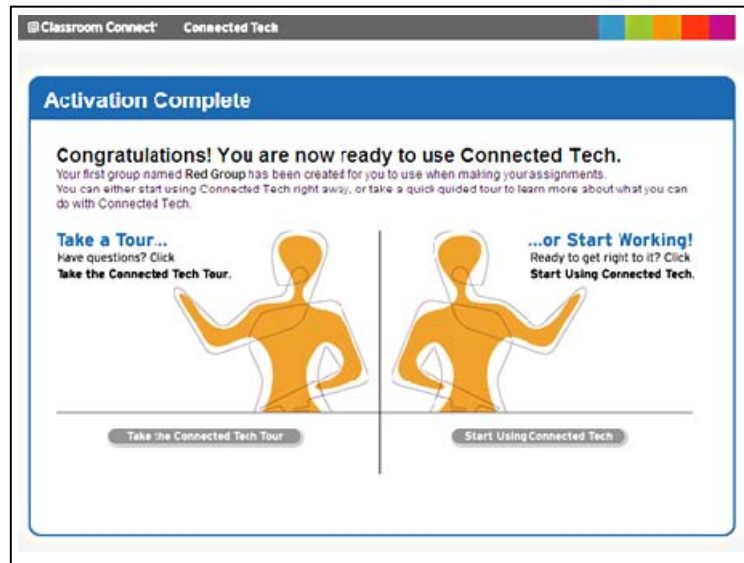 Classroom Connect Connected Tech
Activation Complete
Congratulations! You are now ready to use Connected Tech.
Your first group named Red Group has been created for you to use when making your assignments.
You can either start using Connected Tech right away, or take a quick guided tour to learn more about what you can
do with Connected Tech.
Take a Tour...
Have questions? Click
Take the Connected Tech Tour.
...or Start Working!
Ready to get right to it? Click
Start Using Connected Tech.
Take the Connected Tech Tour
Start Using Connected Tech